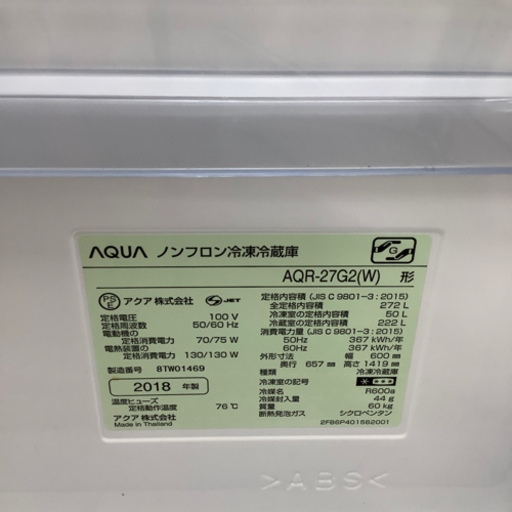 AQUA ノンフロン冷凍冷蔵庫
AQR-27G2(W) 形
PSE アクア株式会社 JET
定格電圧 100 V
定格周波数 50/60 Hz
電動機の
定格消費電力 70/75 W
電熱装置の
定格消費電力 130/130 W
製造番号 8TW01469
2018 年製
温度ヒューズ
定格動作温度 76℃
アクア株式会社
Made in Thailand
定格内容積 (JIS C 9801-3 : 2015)
全定格内容積 272 L
冷凍室の定格内容積 50 L
冷蔵室の定格内容積 222 L
消費電力量 (JIS C 9801-3 : 2015)
50Hz 367 kWh/年
60Hz 367 kWh/年
外形寸法 幅 600 mm
奥行 657 mm 高さ 1419 mm
種類 冷凍冷蔵庫
冷凍室の記号
冷媒名 R600a
冷媒封入量 44 g
質量 60 kg
断熱発泡ガス シクロペンタン
2FB6P401562001
>ABS<